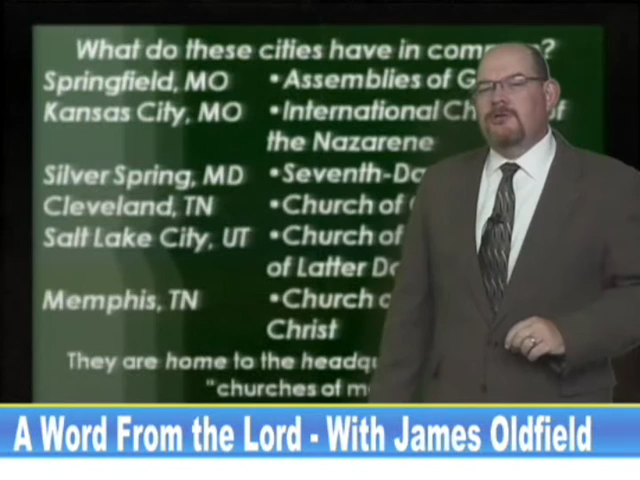 What do these cities have in com ?
Springfield, MO •Assemblies of G
Kansas City, MO •International Ch of
the Nazarene
Silver Spring, MD •Seventh-Da
Cleveland, TN •Church of
Salt Lake City, UT •Church of
of Latter Da
Memphis, TN •Church o
Christ
They are home to the headqu
"churches of m
A Word From the Lord - With James Oldfield